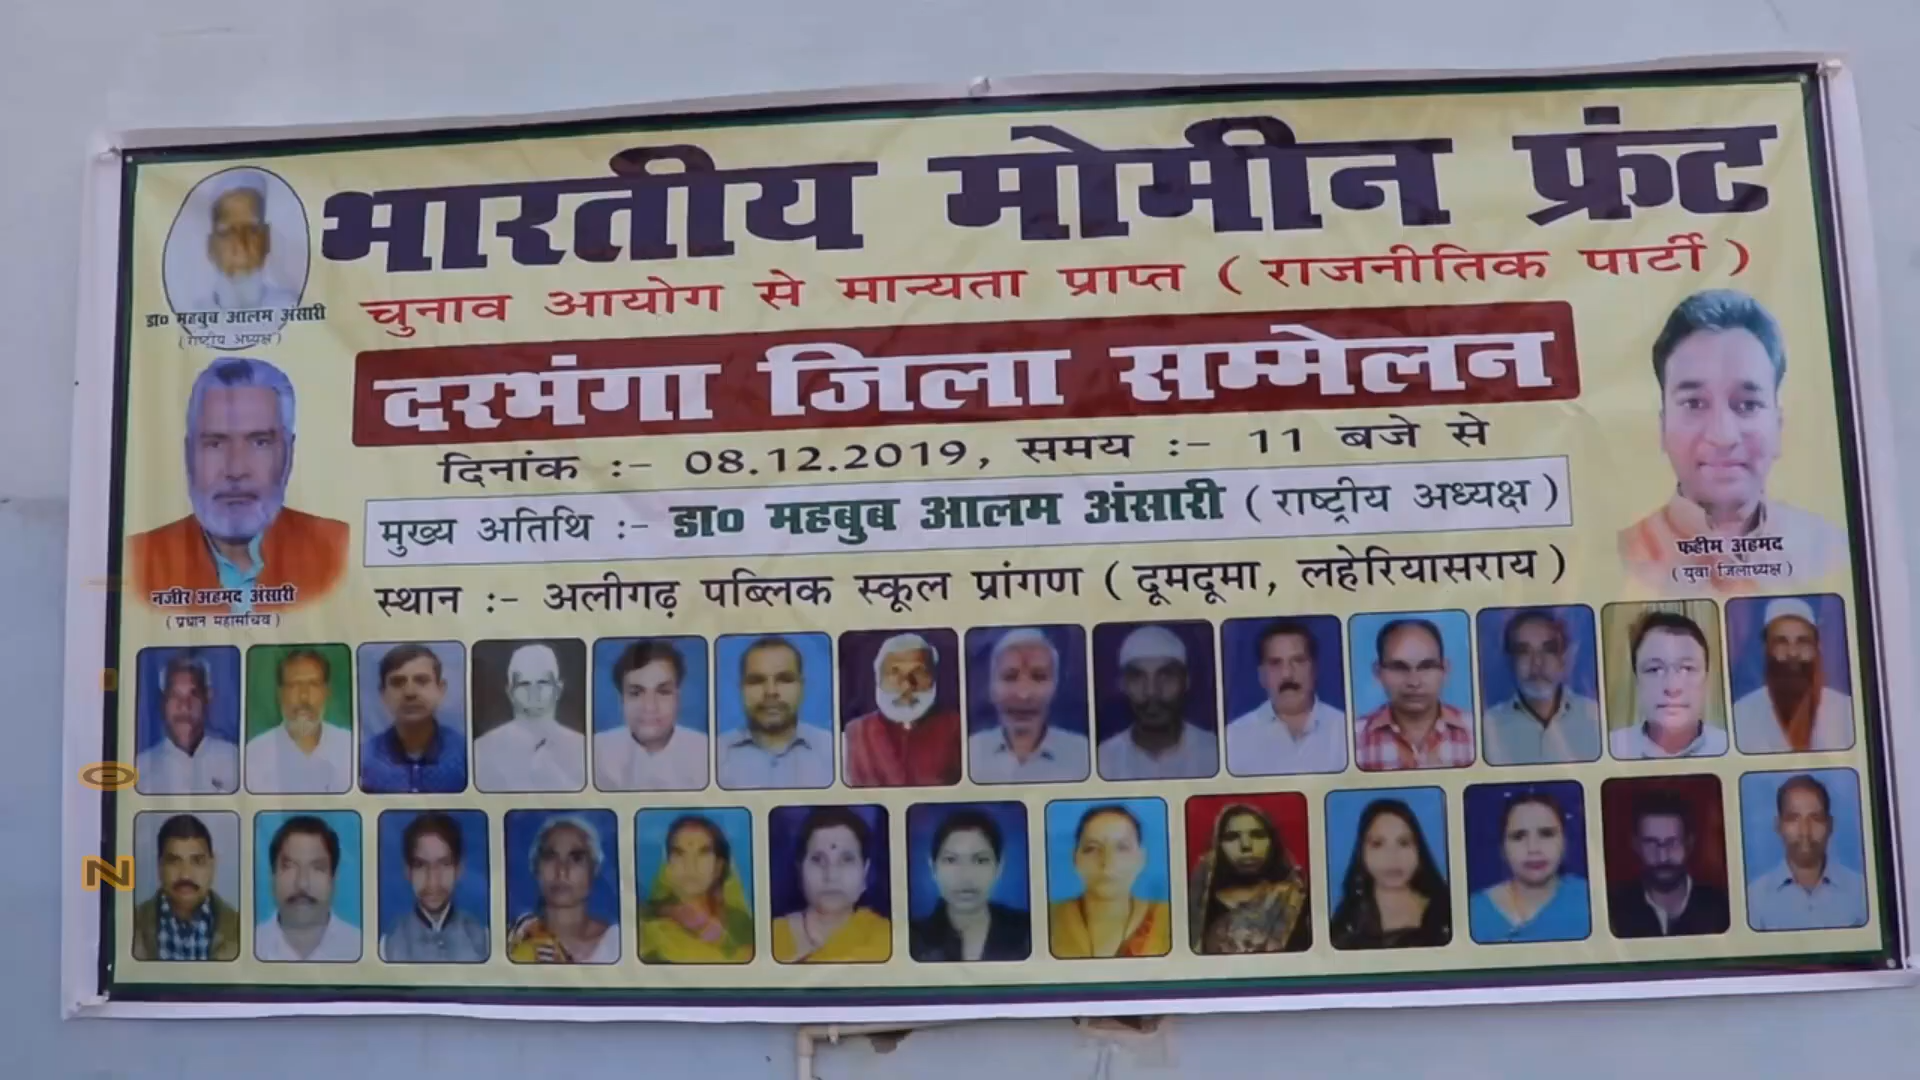 भारतीय मोमीन फ्रंट
चुनाव आयोग से मान्यता प्राप्त ( राजनीतिक पार्टी )
डा० महबुब आलम अंसारी
( राष्ट्रीय अध्यक्ष )
दरभंगा जिला सम्मेलन
दिनांक :- 08.12.2019, समय :- 11 बजे से
मुख्य अतिथि :- डा० महबुब आलम अंसारी ( राष्ट्रीय अध्यक्ष )
स्थान :- अलीगढ़ पब्लिक स्कूल प्रांगण ( दूमदूमा, लहेरियासराय )
नजीर अहमद अंसारी
( प्रधान महासचिव )
फहीम अहमद
( युवा जिलाध्यक्ष )
N